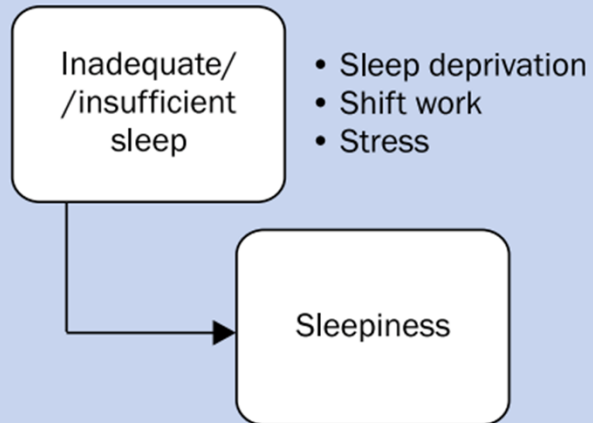 Inadequate/
/insufficient
sleep
• Sleep deprivation
• Shift work
• Stress
Sleepiness